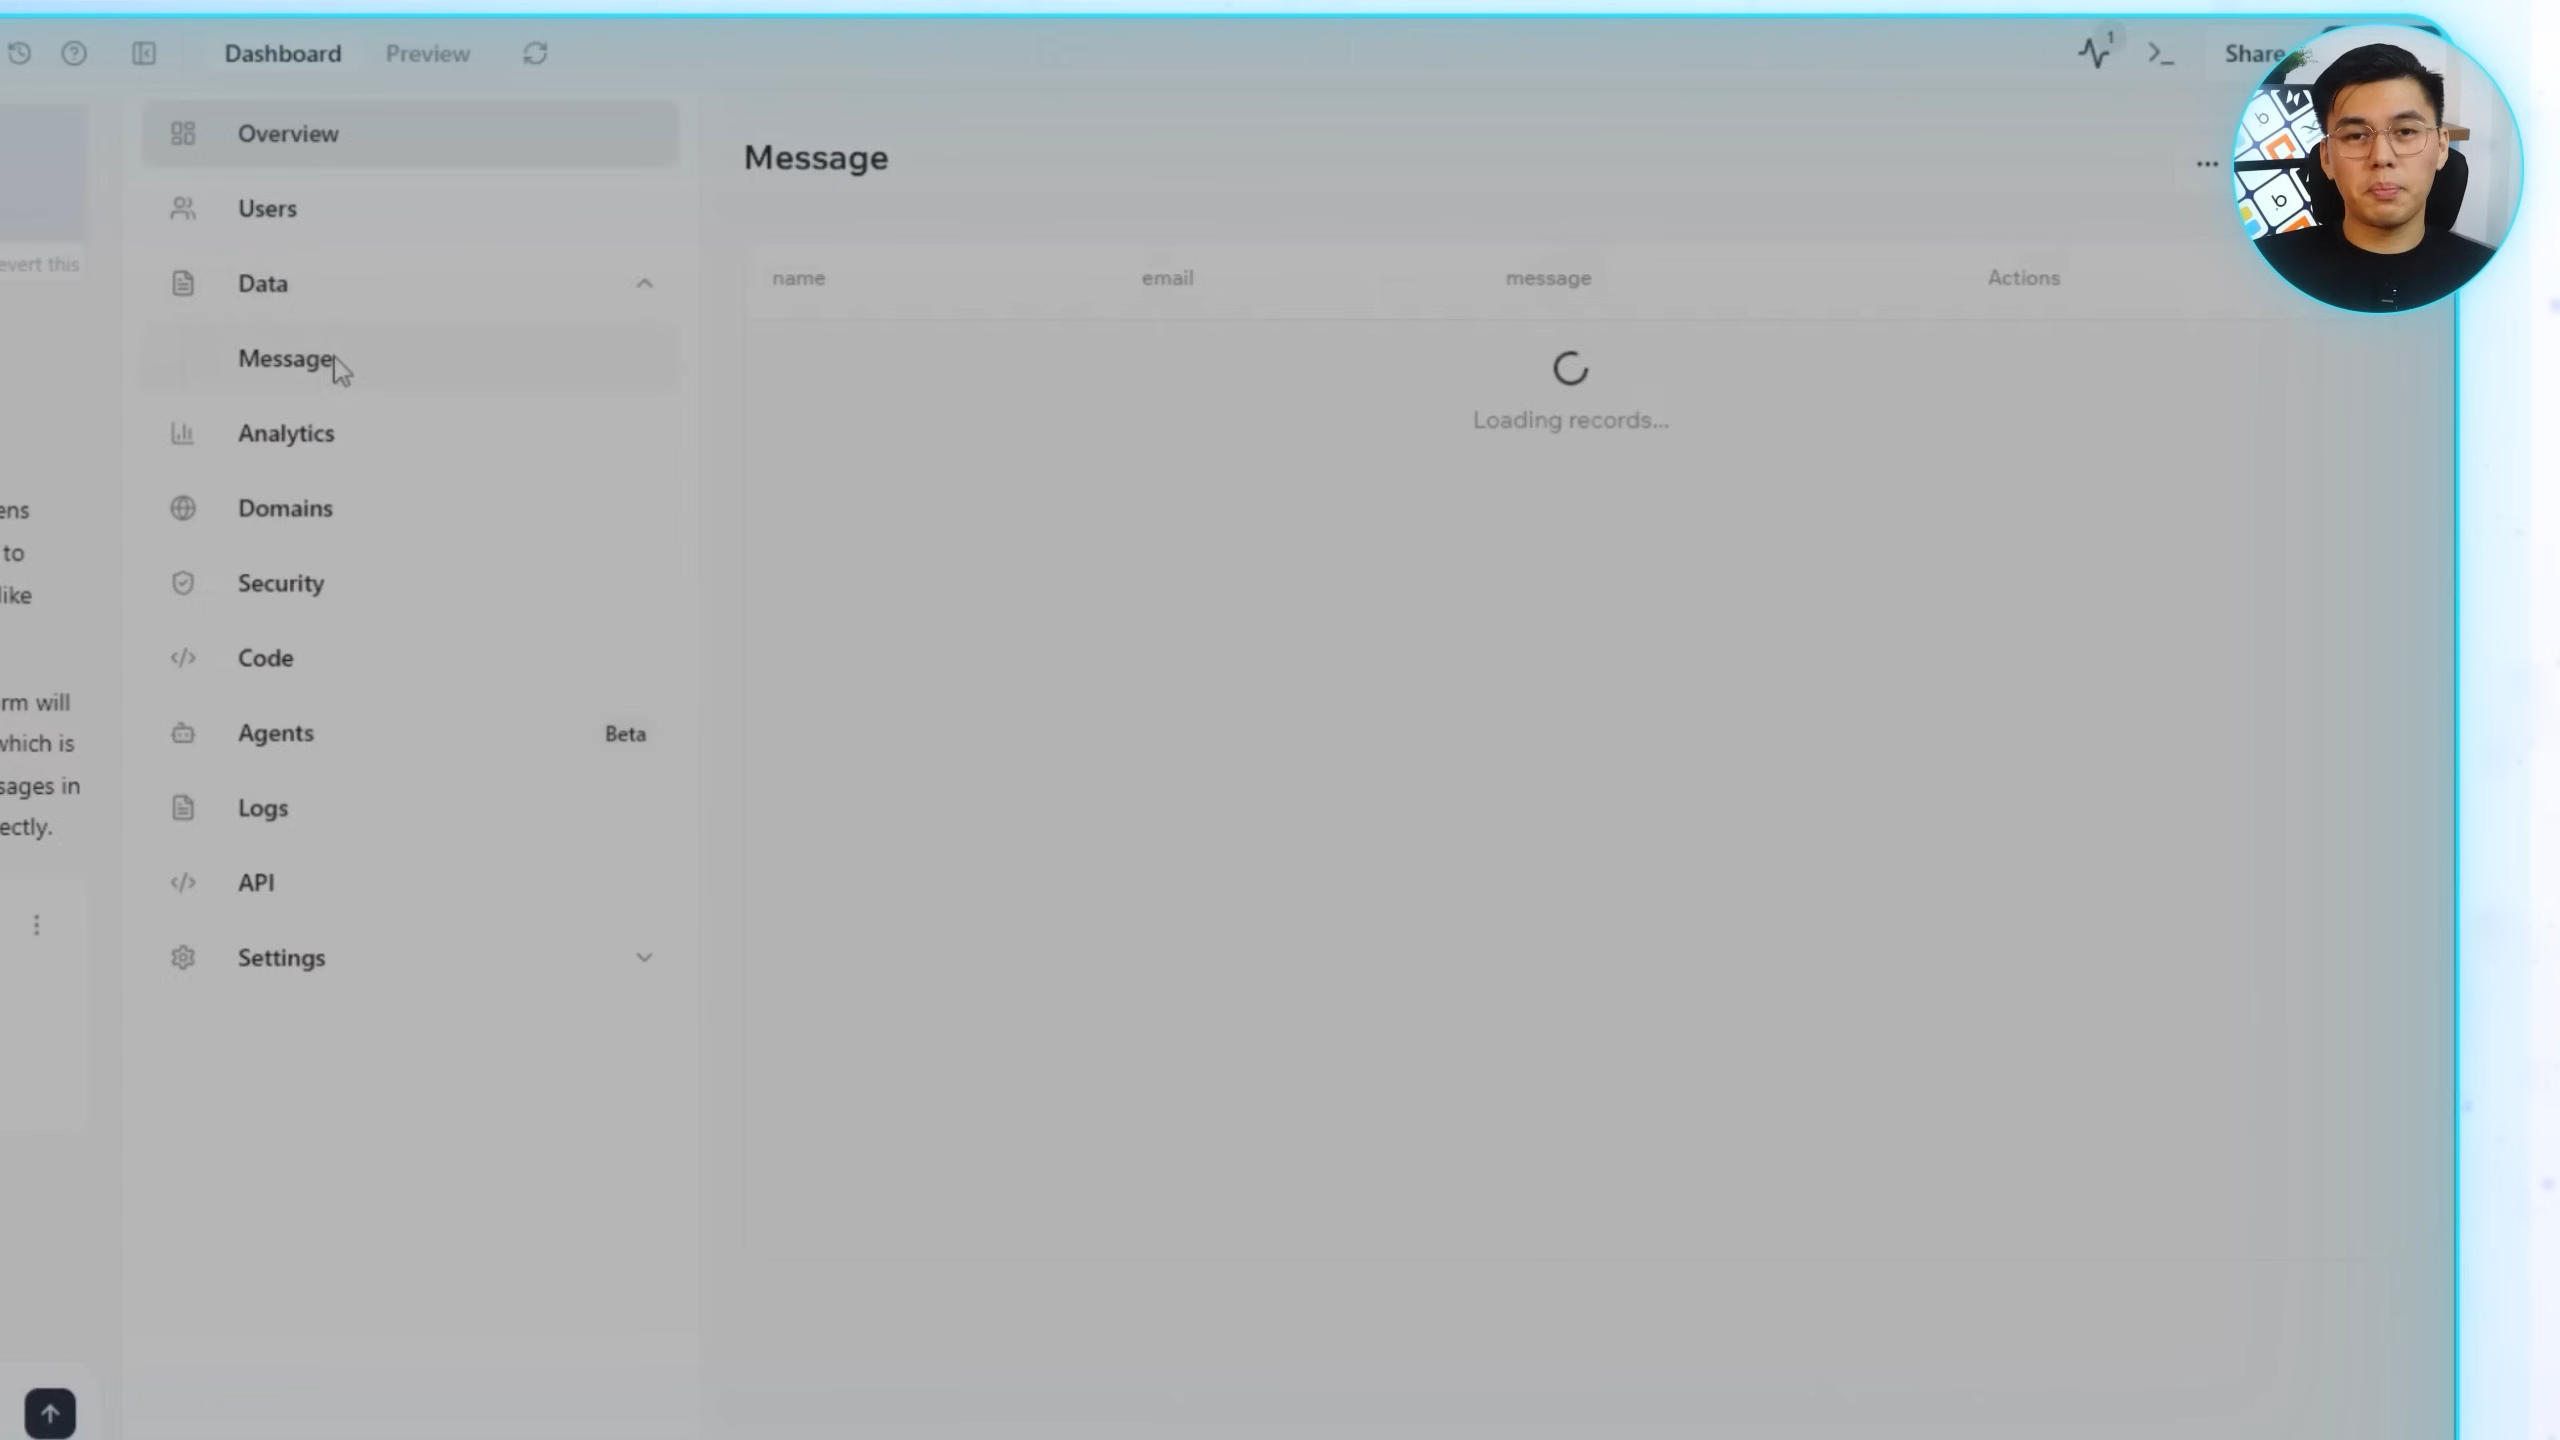 Dashboard Preview
1
Share
Overview
Users
Data
Message
Analytics
Domains
Security
Code
Agents Beta
Logs
API
Settings
Message
name email message Actions
Loading records...
evert this
ens
to
like
rm will
which is
sages in
ectly.
b
b